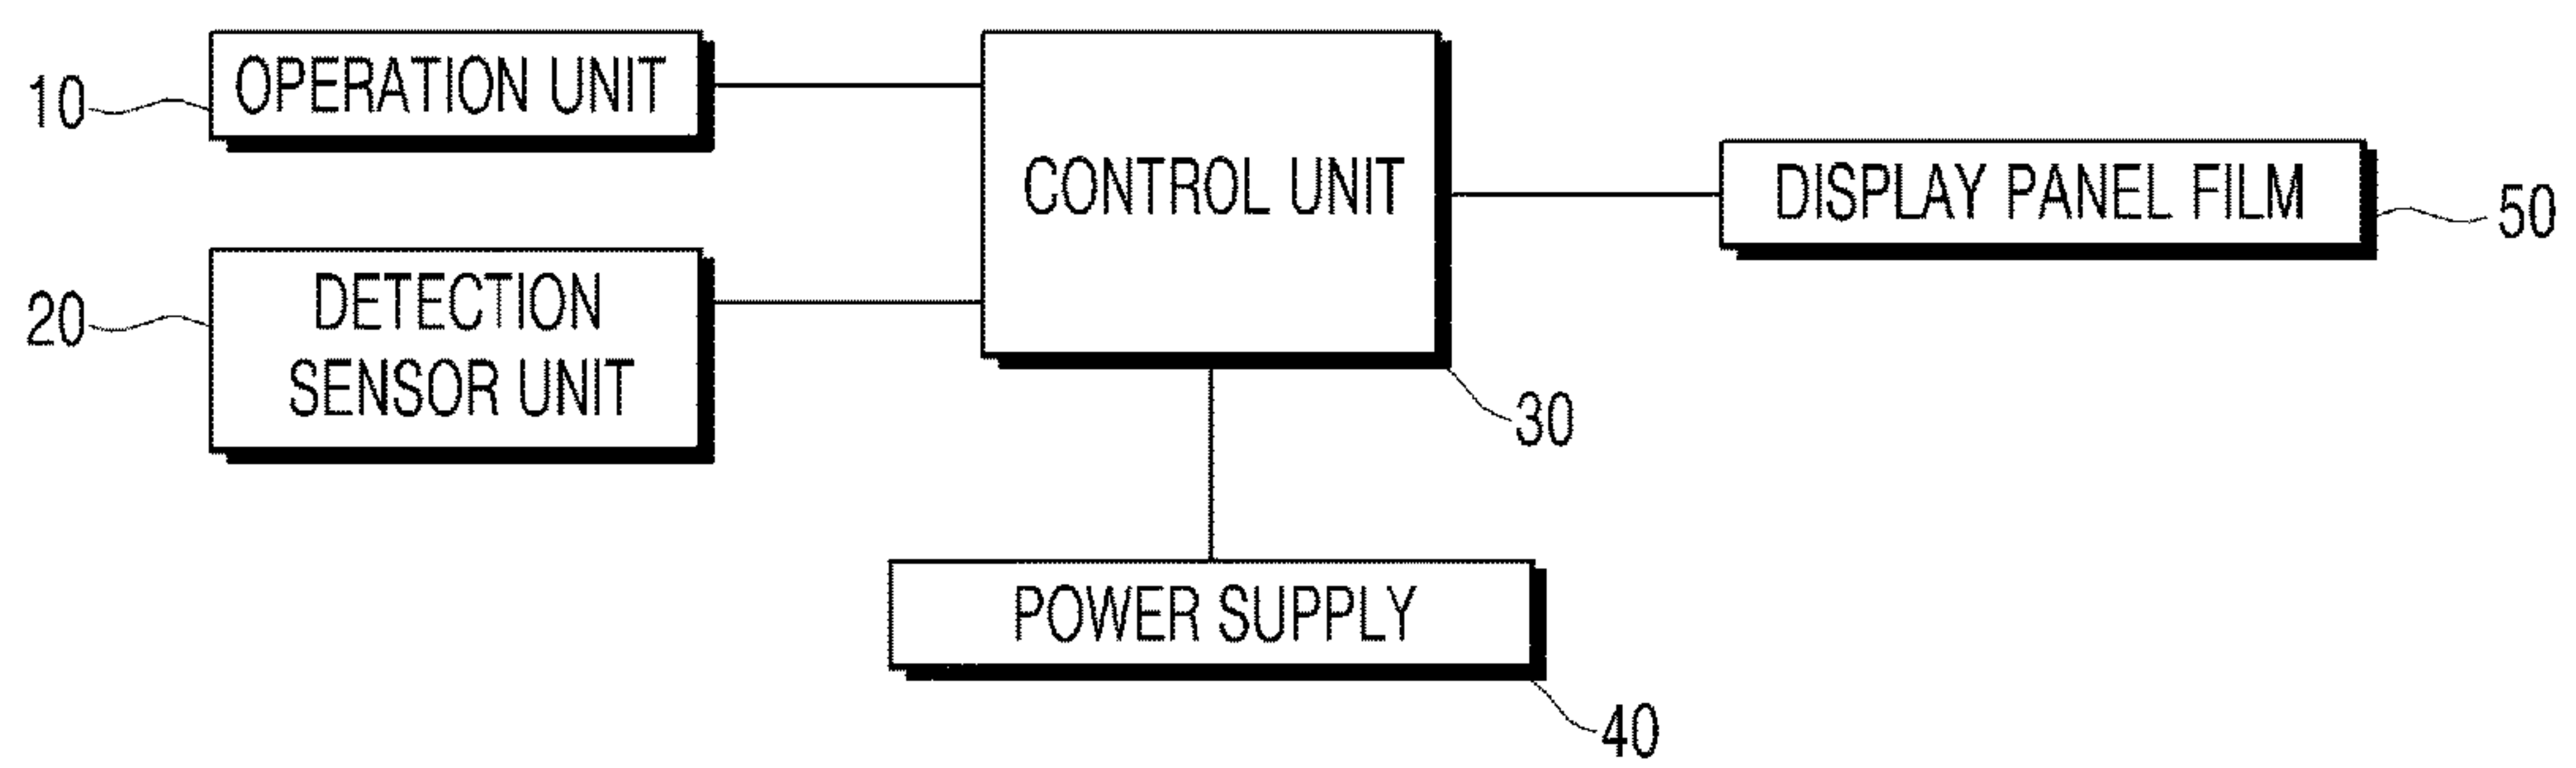 10
OPERATION UNIT
CONTROL UNIT
DISPLAY PANEL FILM
50
20
DETECTION
SENSOR UNIT
30
POWER SUPPLY
40